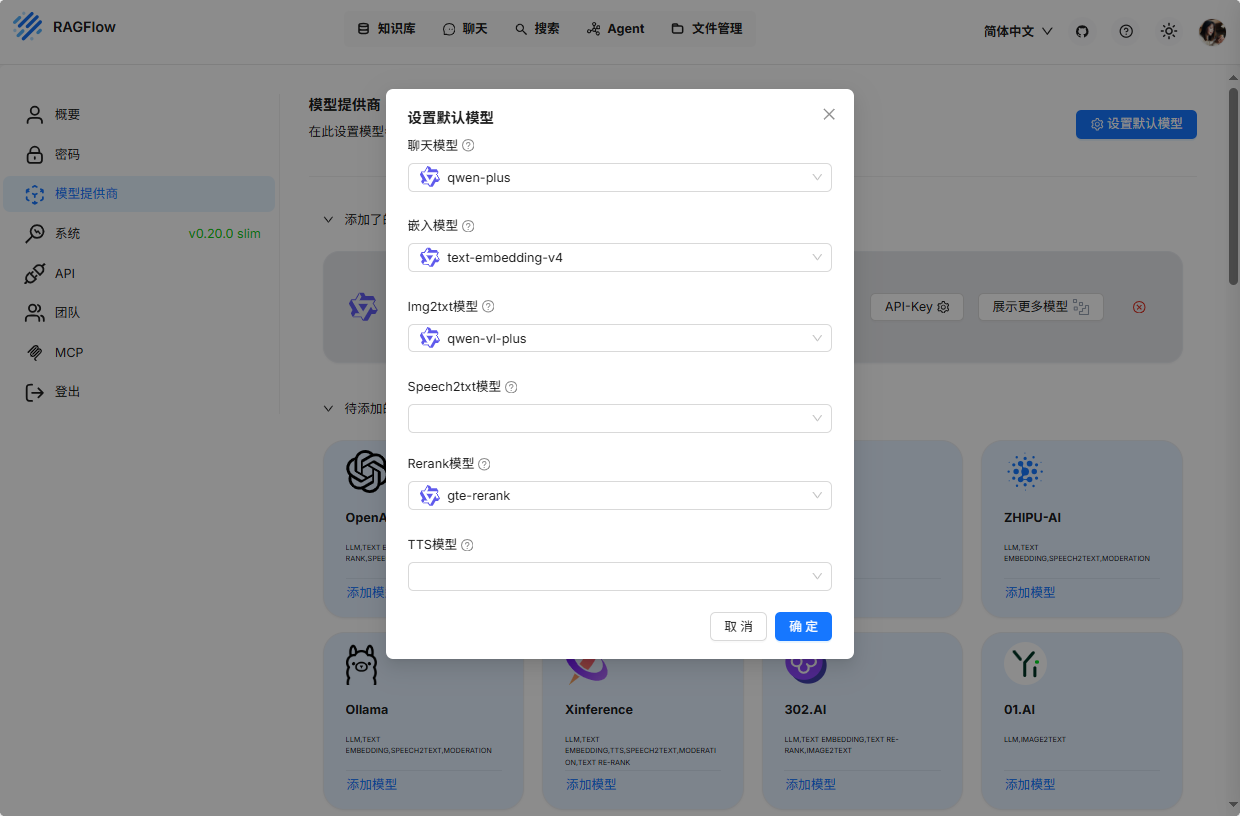 RAGFlow
知识库
聊天
搜索
Agent
文件管理
简体中文
概要
密码
模型提供商
系统
v0.20.0 slim
API
团队
MCP
登出
模型提供商
在此设置模型
设置默认模型
添加了
API-Key
展示更多模型
待添加
设置默认模型
聊天模型
qwen-plus
嵌入模型
text-embedding-v4
Img2txt模型
qwen-vl-plus
Speech2txt模型
Rerank模型
gte-rerank
TTS模型
取 消
确 定
OpenA
LLM,TEXT E
RANK,SPEE
添加模
ZHIPU-AI
LLM,TEXT
EMBEDDING,SPEECH2TEXT,MODERATION
添加模型
Ollama
LLM,TEXT
EMBEDDING,SPEECH2TEXT,MODERATION
添加模型
Xinference
LLM,TEXT
EMBEDDING,TTS,SPEECH2TEXT,MODERATI
ON,TEXT RE-RANK
添加模型
302.AI
LLM,TEXT EMBEDDING,TEXT RE-
RANK,IMAGE2TEXT
添加模型
01.AI
LLM,IMAGE2TEXT
添加模型